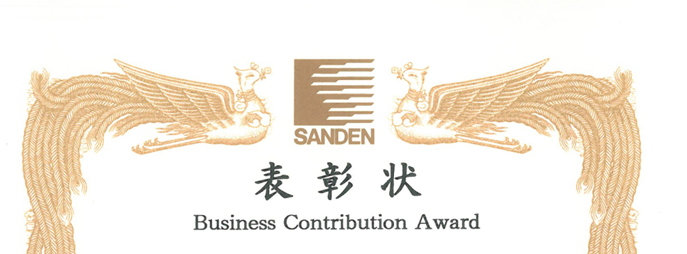 SANDEN
表彰状
Business Contribution Award